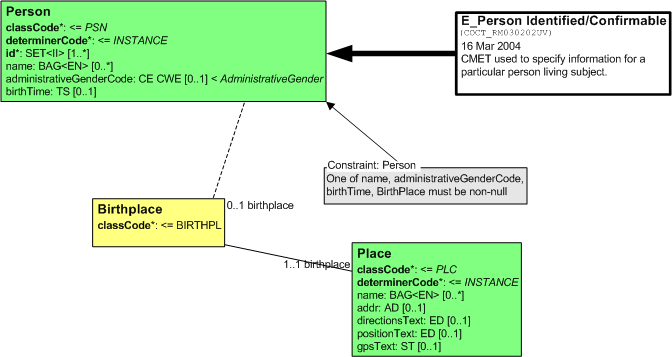 Person
classCode*: <= PSN
determinerCode*: <= INSTANCE
id*: SET<II> [1..*]
name: BAG<EN> [0..*]
administrativeGenderCode: CE CWE [0..1] < AdministrativeGender
birthTime: TS [0..1]
E_Person Identified/Confirmable
(COCT_RM030202UV)
16 Mar 2004
CMET used to specify information for a
particular person living subject.
Constraint: Person
One of name, administrativeGenderCode,
birthTime, BirthPlace must be non-null
0..1 birthplace
Birthplace
classCode*: <= BIRTHPL
1..1 birthplace
Place
classCode*: <= PLC
determinerCode*: <= INSTANCE
name: BAG<EN> [0..*]
addr: AD [0..1]
directionsText: ED [0..1]
positionText: ED [0..1]
gpsText: ST [0..1]